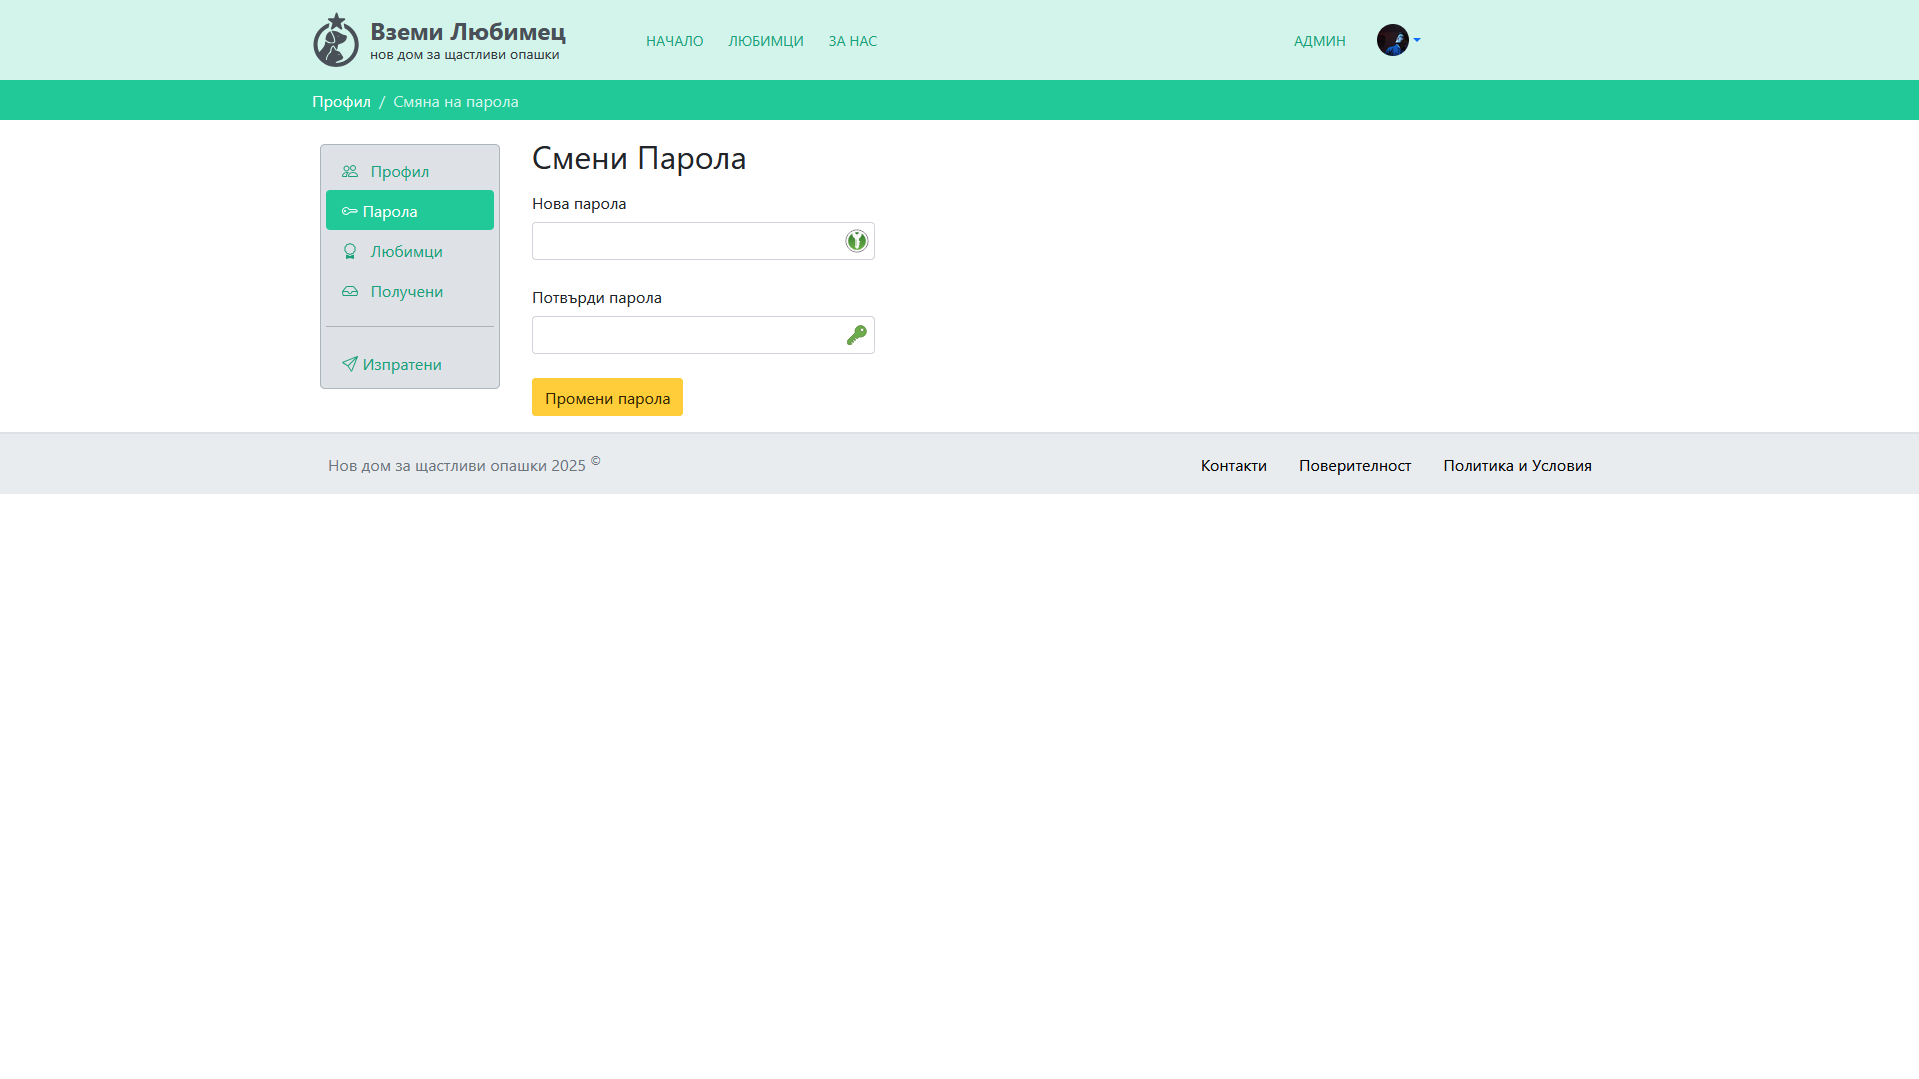 Вземи Любимец
нов дом за щастливи опашки
НАЧАЛО
ЛЮБИМЦИ
ЗА НАС
АДМИН
Профил / Смяна на парола
Профил
Парола
Любимци
Получени
Изпратени
Смени Парола
Нова парола
Потвърди парола
Промени парола
Нов дом за щастливи опашки 2025 ©
Контакти
Поверителност
Политика и Условия